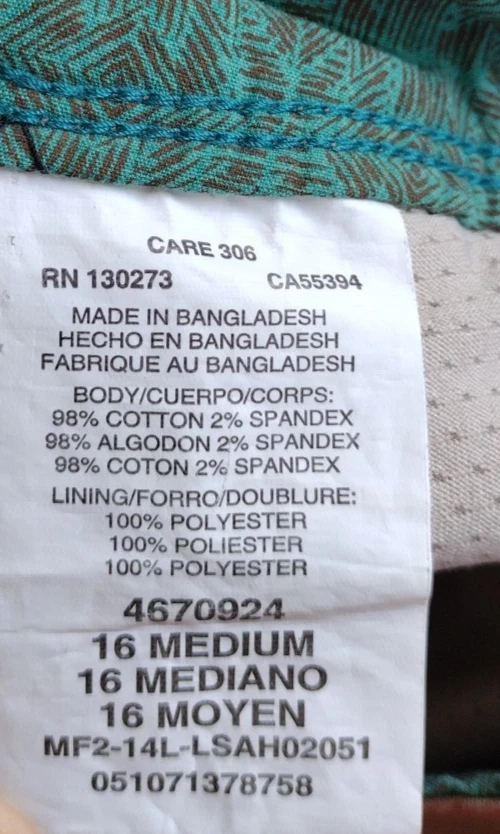 CARE 306
RN 130273 CA55394
MADE IN BANGLADESH
HECHO EN BANGLADESH
FABRIQUE AU BANGLADESH
BODY/CUERPO/CORPS:
98% COTTON 2% SPANDEX
98% ALGODON 2% SPANDEX
98% COTON 2% SPANDEX
LINING/FORRO/DOUBLURE:
100% POLYESTER
100% POLIESTER
100% POLYESTER
4670924
16 MEDIUM
16 MEDIANO
16 MOYEN
MF2-14L-LSAH02051
051071378758